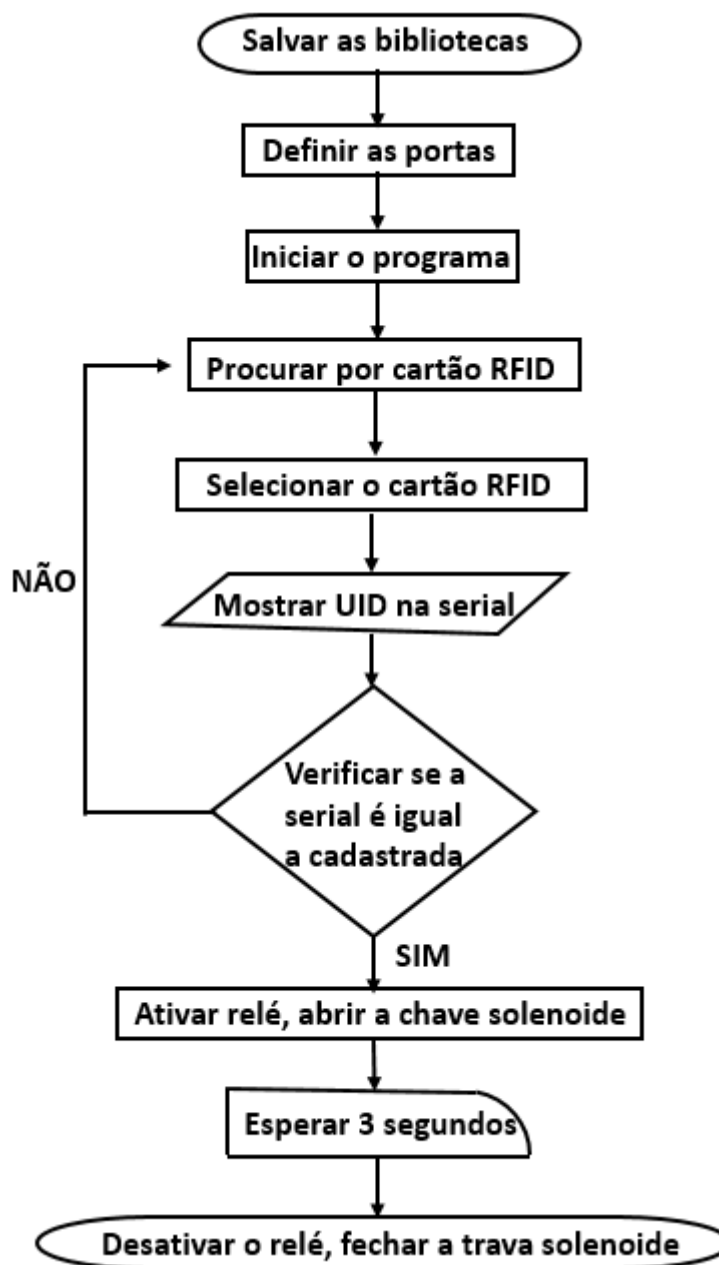 Salvar as bibliotecas
Definir as portas
Iniciar o programa
Procurar por cartão RFID
Selecionar o cartão RFID
NÃO
Mostrar UID na serial
Verificar se a
serial é igual
a cadastrada
SIM
Ativar relé, abrir a chave solenoide
Esperar 3 segundos
Desativar o relé, fechar a trava solenoide